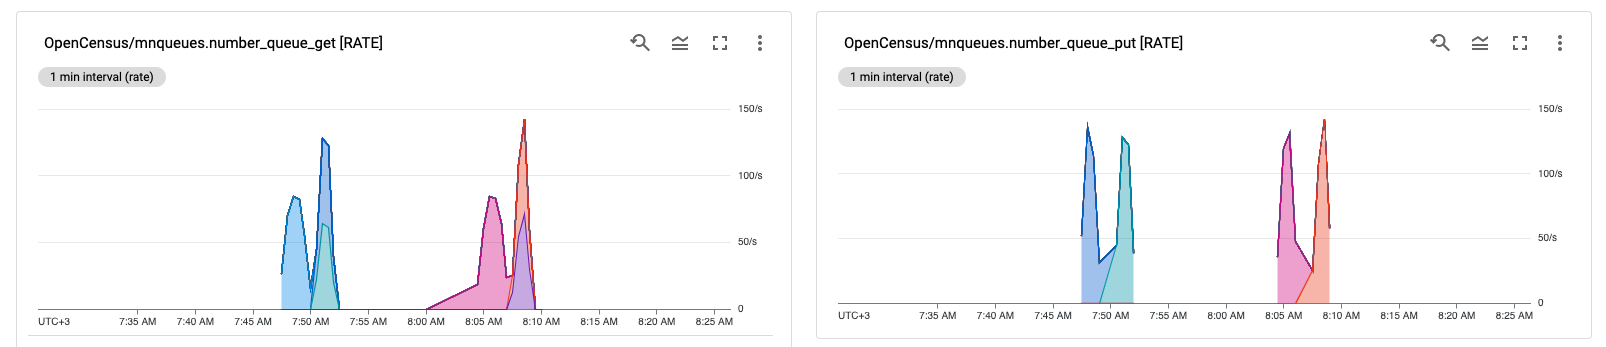 OpenCensus/mnqueues.number_queue_get [RATE]
1 min interval (rate)
150/s
100/s
50/s
0
UTC+3 7:35 AM 7:40 AM 7:45 AM 7:50 AM 7:55 AM 8:00 AM 8:05 AM 8:10 AM 8:15 AM 8:20 AM 8:25 AM
OpenCensus/mnqueues.number_queue_put [RATE]
1 min interval (rate)
150/s
100/s
50/s
0
UTC+3 7:35 AM 7:40 AM 7:45 AM 7:50 AM 7:55 AM 8:00 AM 8:05 AM 8:10 AM 8:15 AM 8:20 AM 8:25 AM